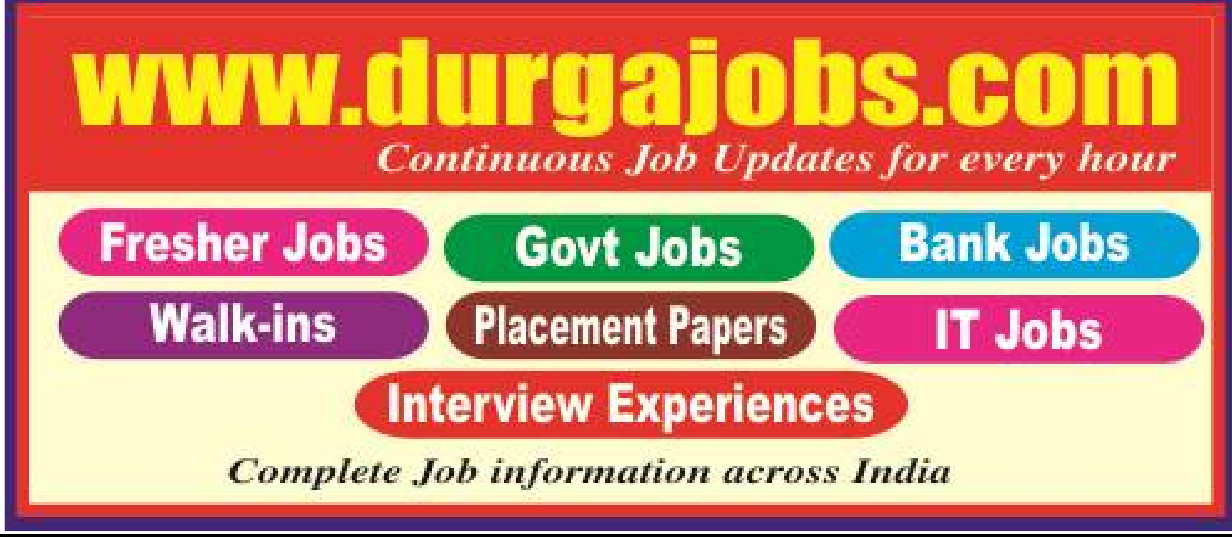 www.durgajobs.com
Continuous Job Updates for every hour
Fresher Jobs Govt Jobs Bank Jobs
Walk-ins Placement Papers IT Jobs
Interview Experiences
Complete Job information across India